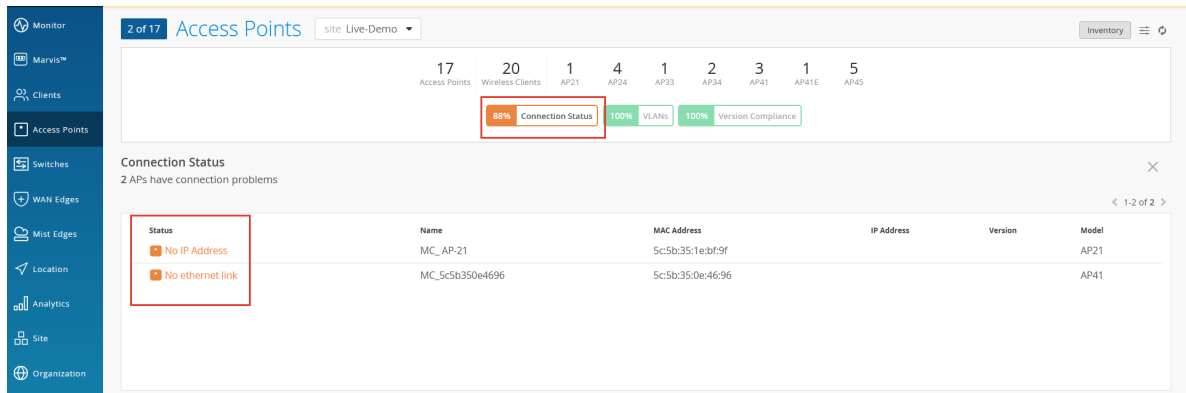 Monitor
Marvis™
Clients
Access Points
Switches
WAN Edges
Mist Edges
Location
Analytics
Site
Organization
2 of 17 Access Points site Live-Demo
Inventory
17 20 1 4 1 2 3 1 5
Access Points Wireless Clients AP21 AP24 AP33 AP34 AP41 AP41E AP45
88% Connection Status 100% VLANs 100% Version Compliance
Connection Status
2 APs have connection problems
1-2 of 2
Status Name MAC Address IP Address Version Model
No IP Address MC_ AP-21 5c:5b:35:1e:bf:9f AP21
No ethernet link MC_5c5b350e4696 5c:5b:35:0e:46:96 AP41